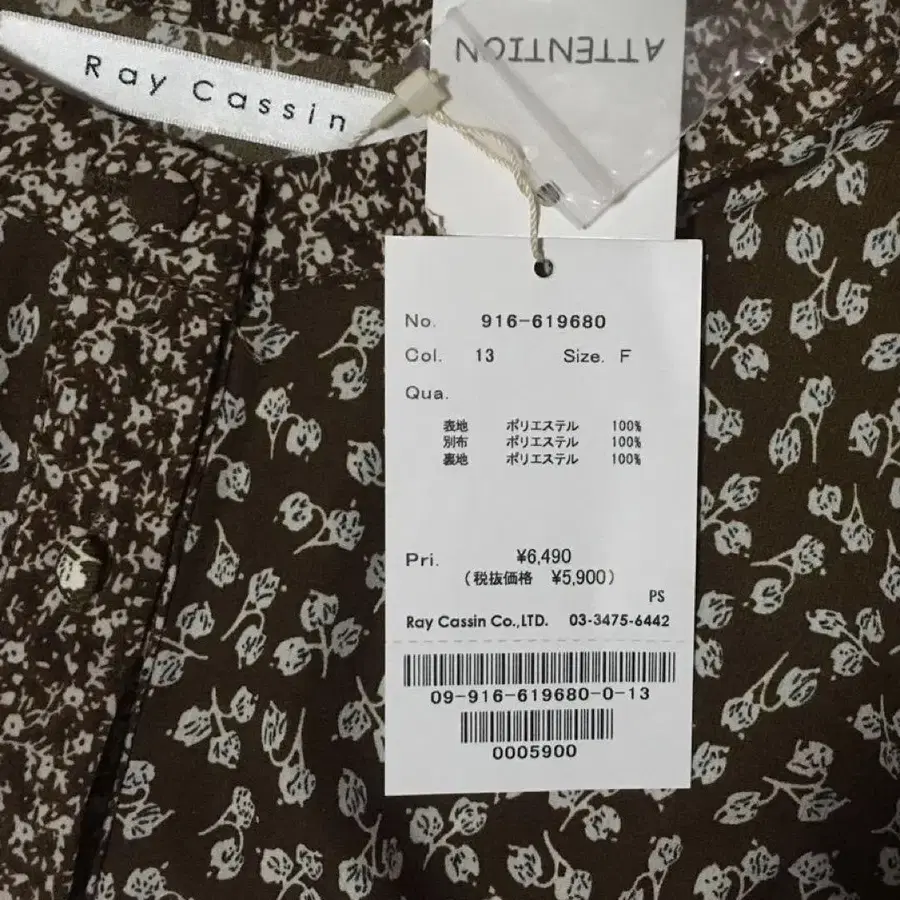 Ray Cassin
ATTENTION
No. 916-619680
Col. 13 Size. F
Qua.
表地 ポリエステル 100%
別布 ポリエステル 100%
裏地 ポリエステル 100%
Pri. ¥6,490
(税抜価格 ¥5,900)
PS
Ray Cassin Co.,LTD. 03-3475-6442
09-916-619680-0-13
0005900